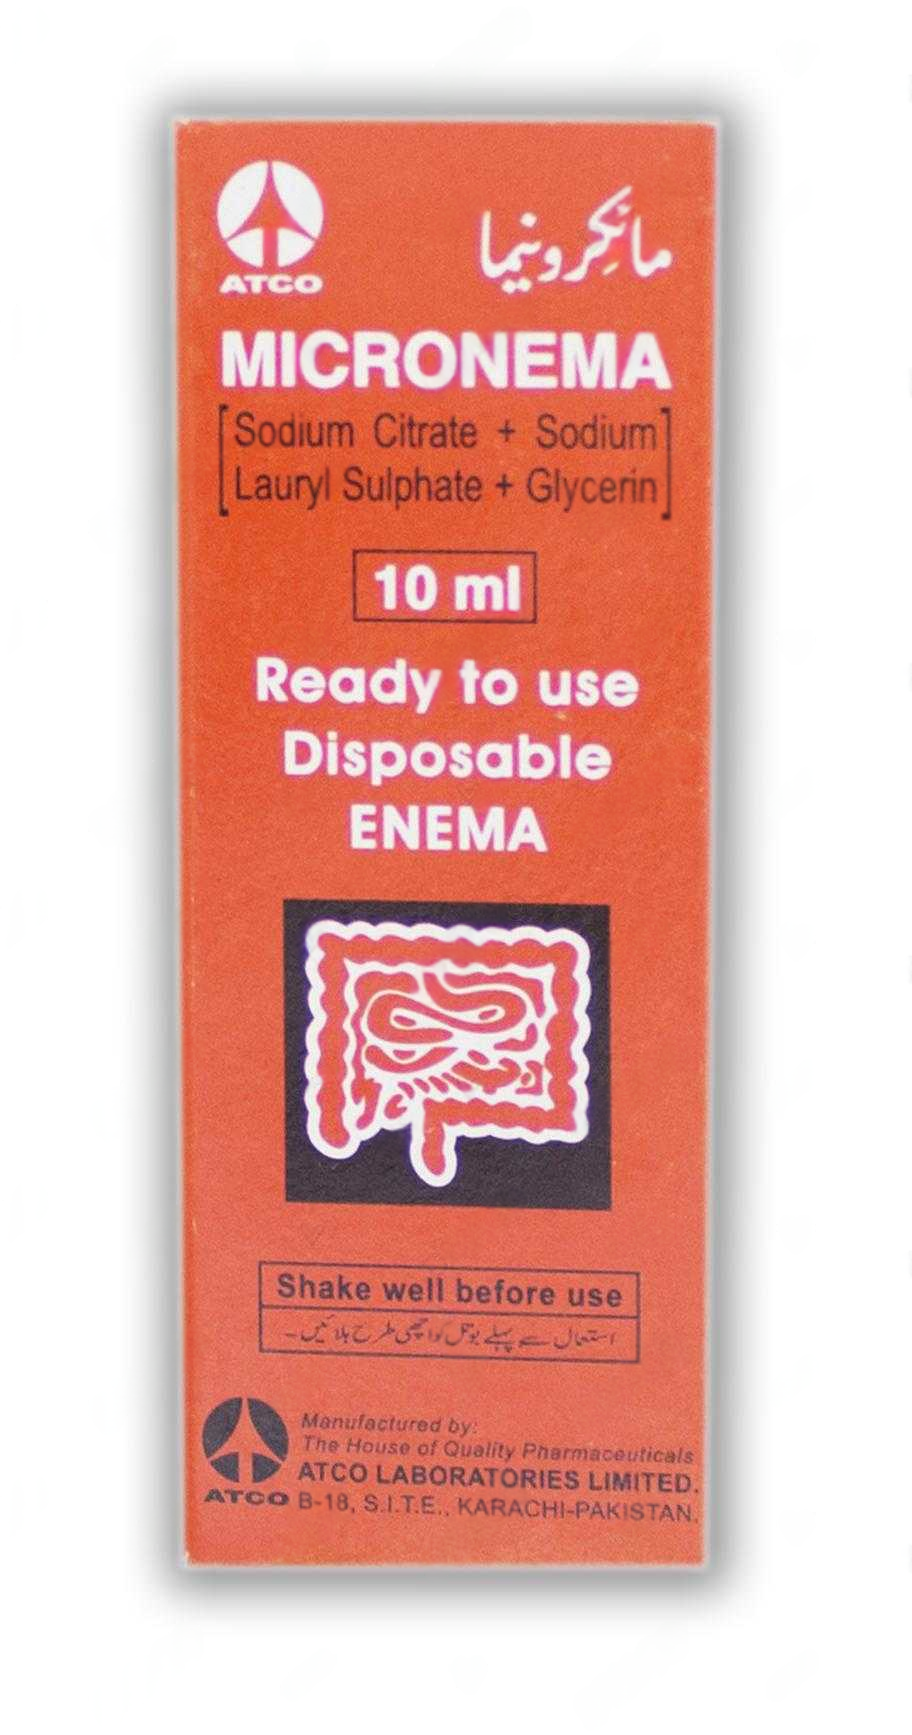 ATCO
مائکرونیما
MICRONEMA
[Sodium Citrate + Sodium
Lauryl Sulphate + Glycerin]
10 ml
Ready to use
Disposable
ENEMA
Shake well before use
استعمال سے پہلے بوتل کو اچھی طرح ہلائیں۔
Manufactured by:
The House of Quality Pharmaceuticals
ATCO LABORATORIES LIMITED.
ATCO B-18, S.I.T.E., KARACHI-PAKISTAN.